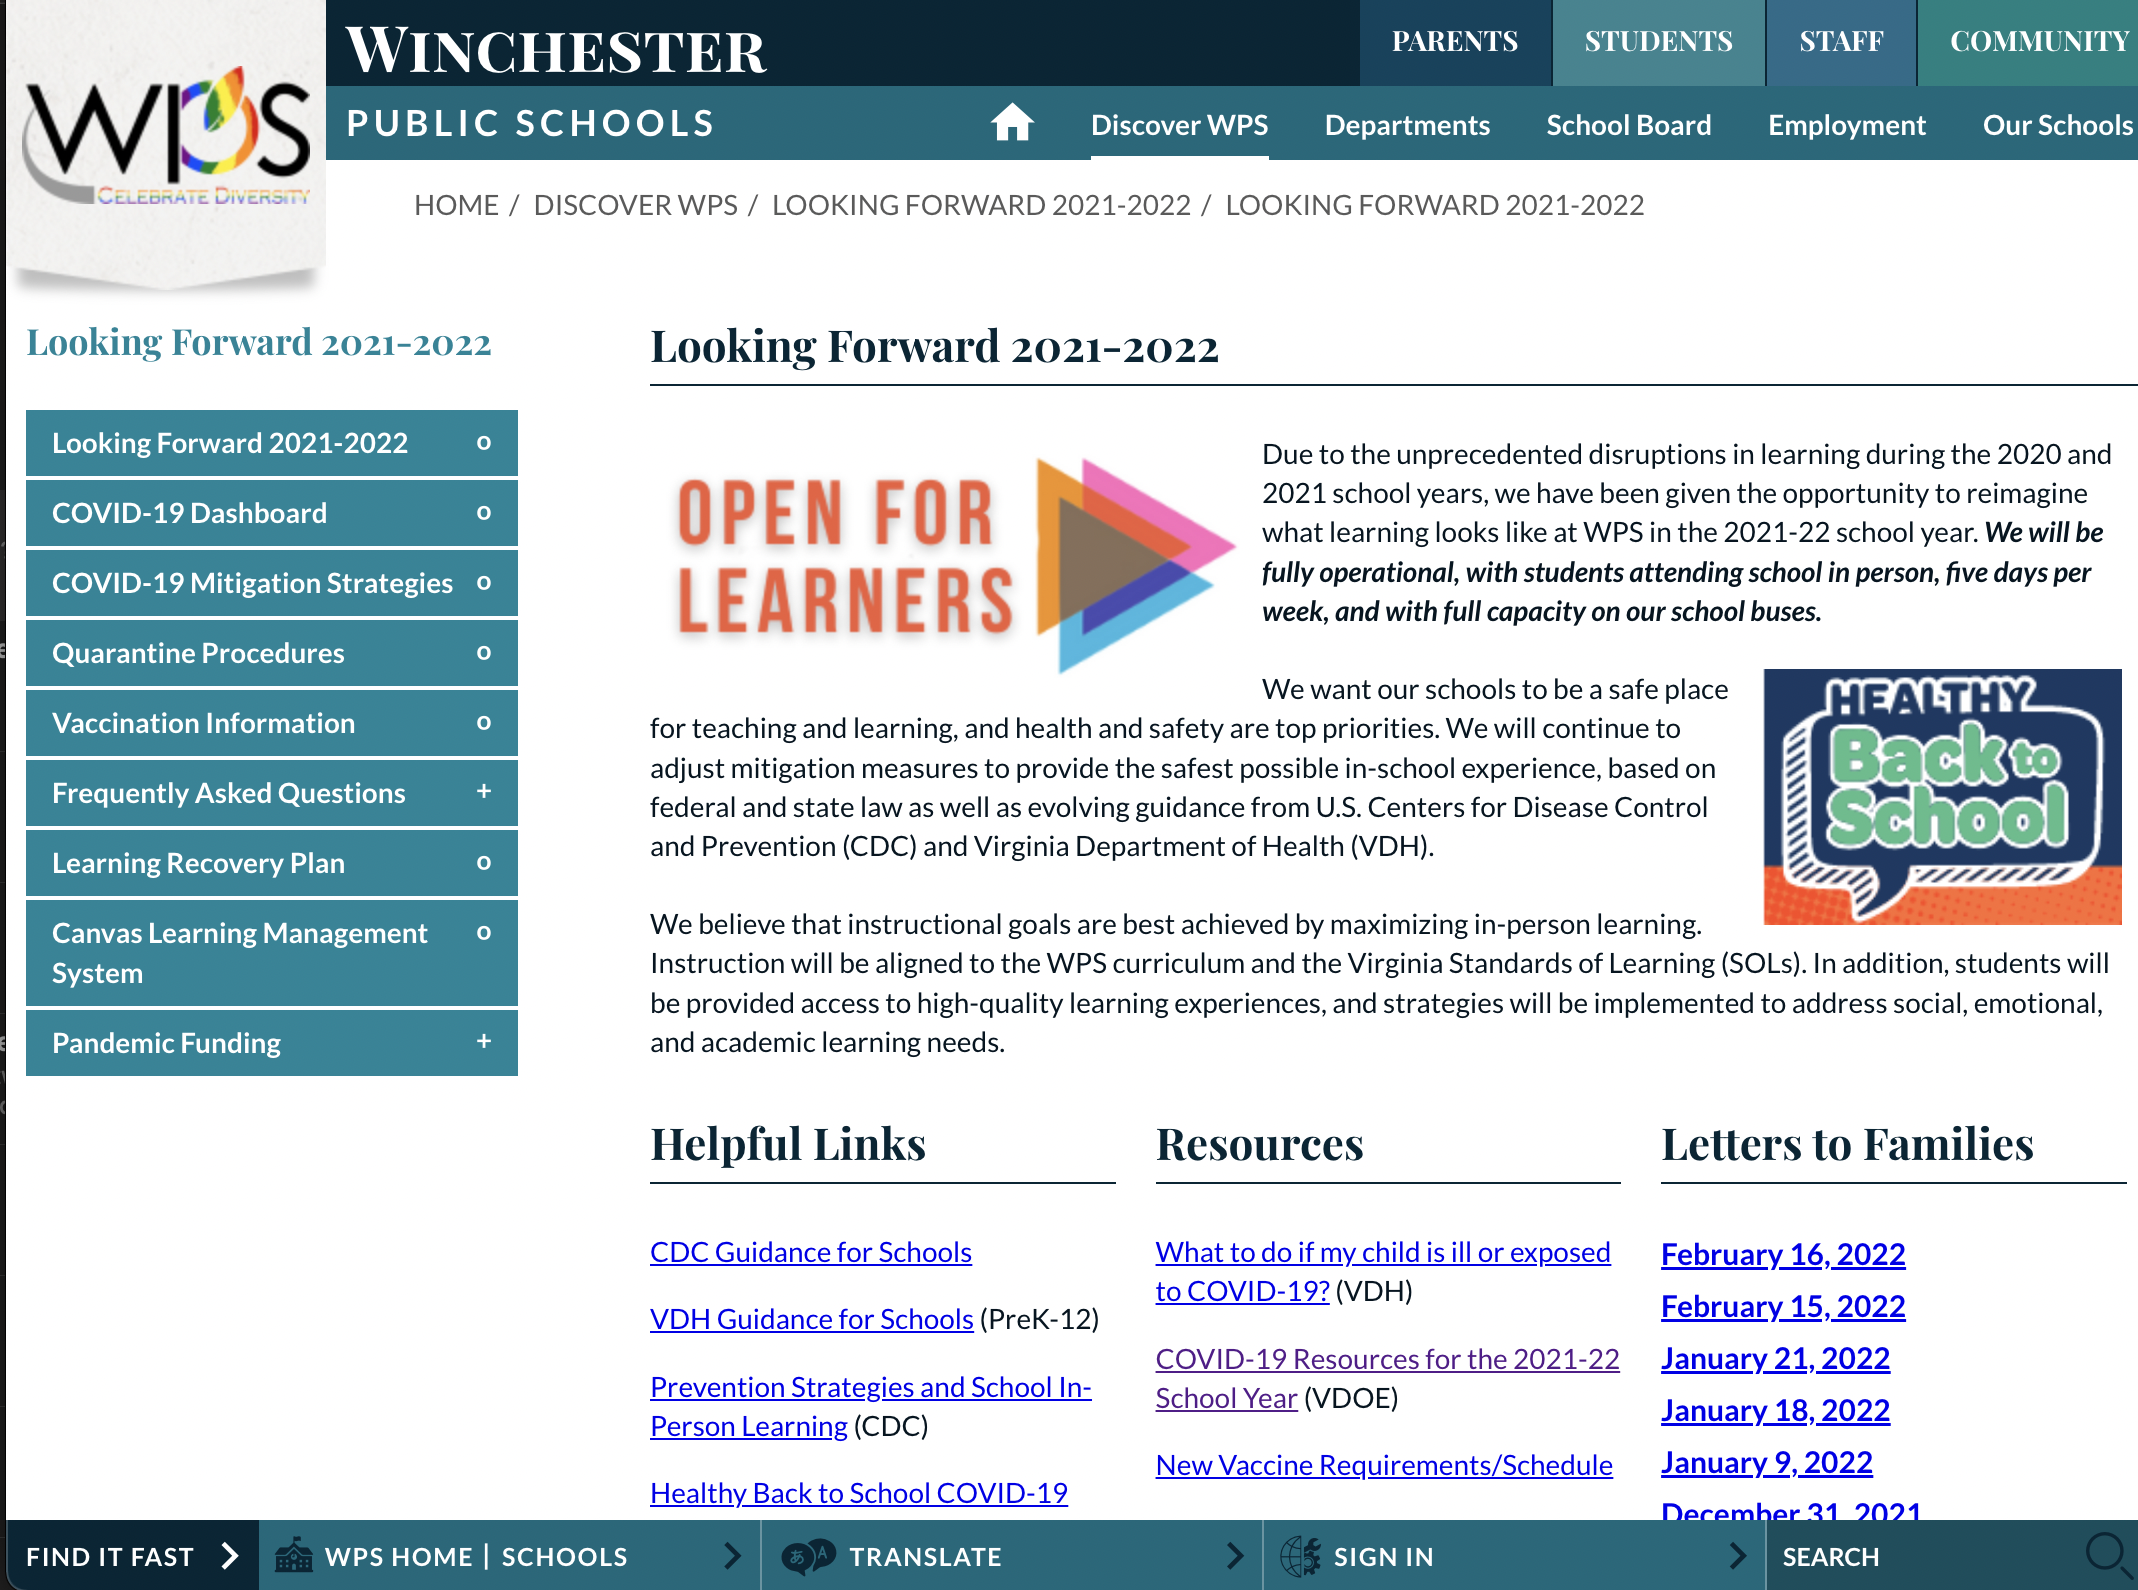 WPS
CELEBRATE DIVERSITY
WINCHESTER
PUBLIC SCHOOLS
PARENTS
STUDENTS
STAFF
COMMUNITY
Discover WPS
Departments
School Board
Employment
Our Schools
HOME / DISCOVER WPS / LOOKING FORWARD 2021-2022 / LOOKING FORWARD 2021-2022
Looking Forward 2021-2022
Looking Forward 2021-2022 o
COVID-19 Dashboard o
COVID-19 Mitigation Strategies o
Quarantine Procedures o
Vaccination Information o
Frequently Asked Questions +
Learning Recovery Plan o
Canvas Learning Management o
System
Pandemic Funding +
Looking Forward 2021-2022
OPEN FOR
LEARNERS
Due to the unprecedented disruptions in learning during the 2020 and
2021 school years, we have been given the opportunity to reimagine
what learning looks like at WPS in the 2021-22 school year. We will be
fully operational, with students attending school in person, five days per
week, and with full capacity on our school buses.
We want our schools to be a safe place
for teaching and learning, and health and safety are top priorities. We will continue to
adjust mitigation measures to provide the safest possible in-school experience, based on
federal and state law as well as evolving guidance from U.S. Centers for Disease Control
and Prevention (CDC) and Virginia Department of Health (VDH).
HEALTHY
Back to
School
We believe that instructional goals are best achieved by maximizing in-person learning.
Instruction will be aligned to the WPS curriculum and the Virginia Standards of Learning (SOLs). In addition, students will
be provided access to high-quality learning experiences, and strategies will be implemented to address social, emotional,
and academic learning needs.
Helpful Links
CDC Guidance for Schools
VDH Guidance for Schools (PreK-12)
Prevention Strategies and School In-
Person Learning (CDC)
Healthy Back to School COVID-19
Resources
What to do if my child is ill or exposed
to COVID-19? (VDH)
COVID-19 Resources for the 2021-22
School Year (VDOE)
New Vaccine Requirements/Schedule
Letters to Families
February 16, 2022
February 15, 2022
January 21, 2022
January 18, 2022
January 9, 2022
December 31, 2021
FIND IT FAST
WPS HOME | SCHOOLS
TRANSLATE
SIGN IN
SEARCH